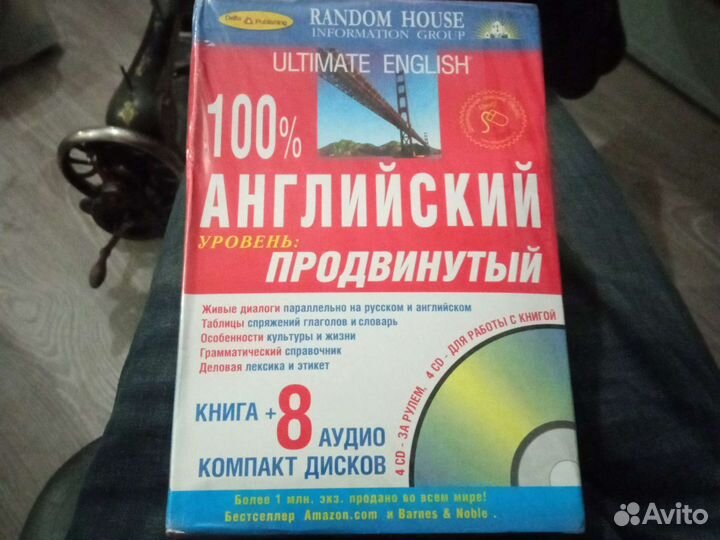 Delta Publishing
RANDOM HOUSE
INFORMATION GROUP
ULTIMATE ENGLISH
100%
АНГЛИЙСКИЙ
УРОВЕНЬ:
ПРОДВИНУТЫЙ
Живые диалоги параллельно на русском и английском
Таблицы спряжений глаголов и словарь
Особенности культуры и жизни
Грамматический справочник
Деловая лексика и этикет
КНИГА + 8 АУДИО
КОМПАКТ ДИСКОВ
4 CD - ЗА РУЛЕМ, 4 CD - ДЛЯ РАБОТЫ С КНИГОЙ
Более 1 млн. экз. продано во всем мире!
Бестселлер Amazon.com и Barnes & Noble.
Avito